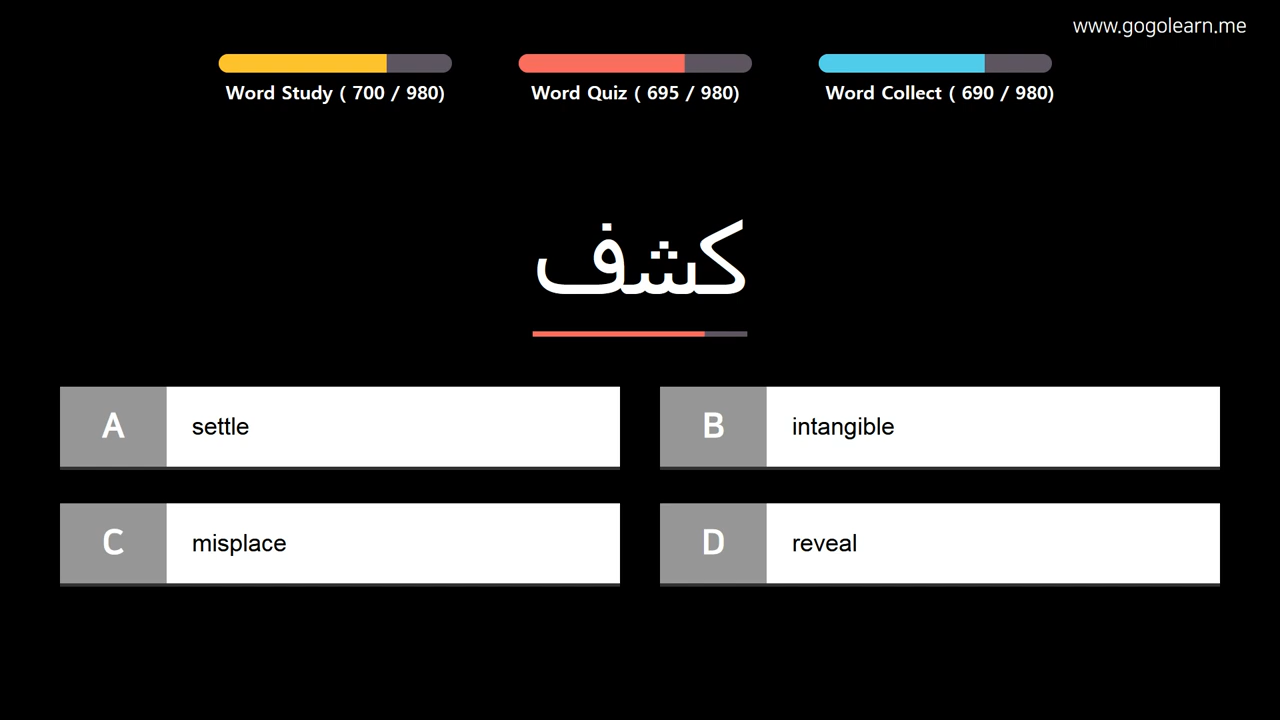 www.gogolearn.me
Word Study ( 700 / 980)
Word Quiz ( 695 / 980)
Word Collect ( 690 / 980)
كشف
A settle
B intangible
C misplace
D reveal